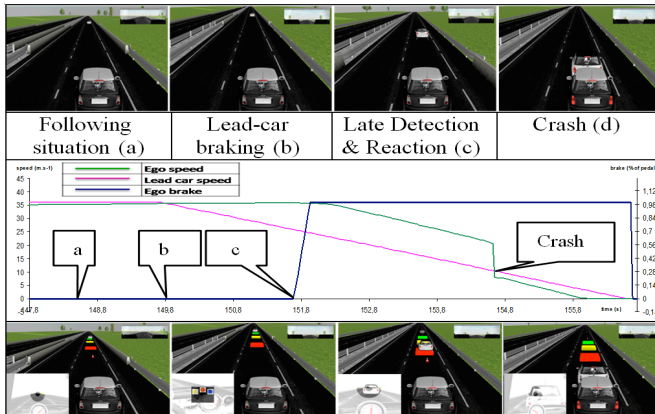 Following
situation (a)
Lead-car
braking (b)
Late Detection
& Reaction (c)
Crash (d)
speed (m.s-1)
Ego speed
Lead car speed
Ego brake
brake (% of pedal)
45
40
35
30
25
20
15
10
5
0
-5
1,12
0,98
0,84
0,7
0,56
0,42
0,28
0,14
0
-0,14
a
b
c
Crash
147,8
148,8
149,8
150,8
151,8
152,8
153,8
154,8
155,8
time (s)